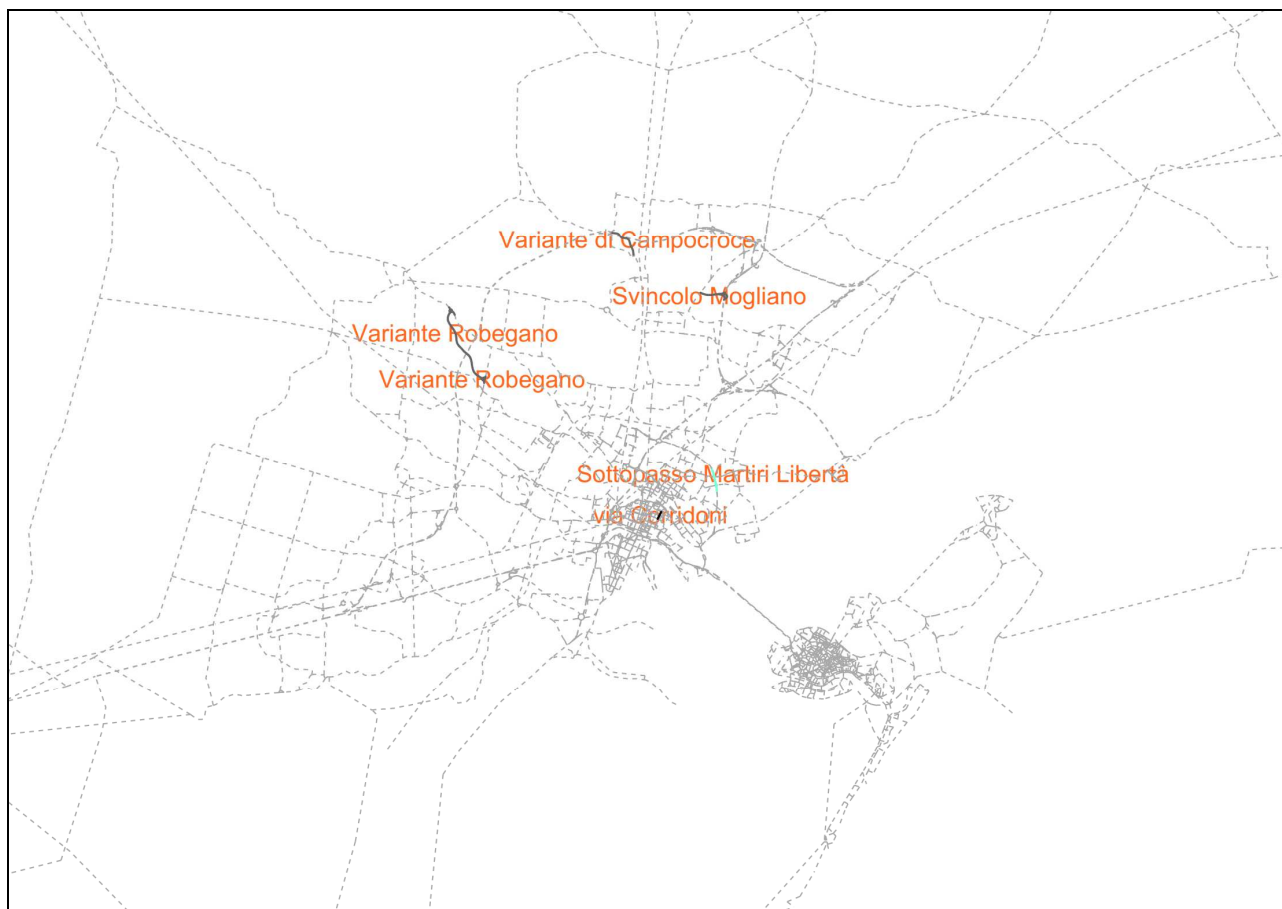 Variante di Campocroce
Svincolo Mogliano
Variante Robegano
Variante Robegano
Sottopasso Martiri Libertà
via Corridoni